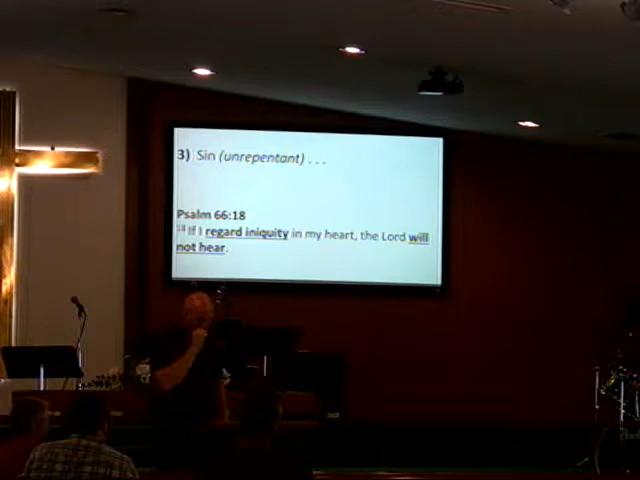 3) Sin (unrepentant) . . .
Psalm 66:18
18 If I regard iniquity in my heart, the Lord will
not hear.